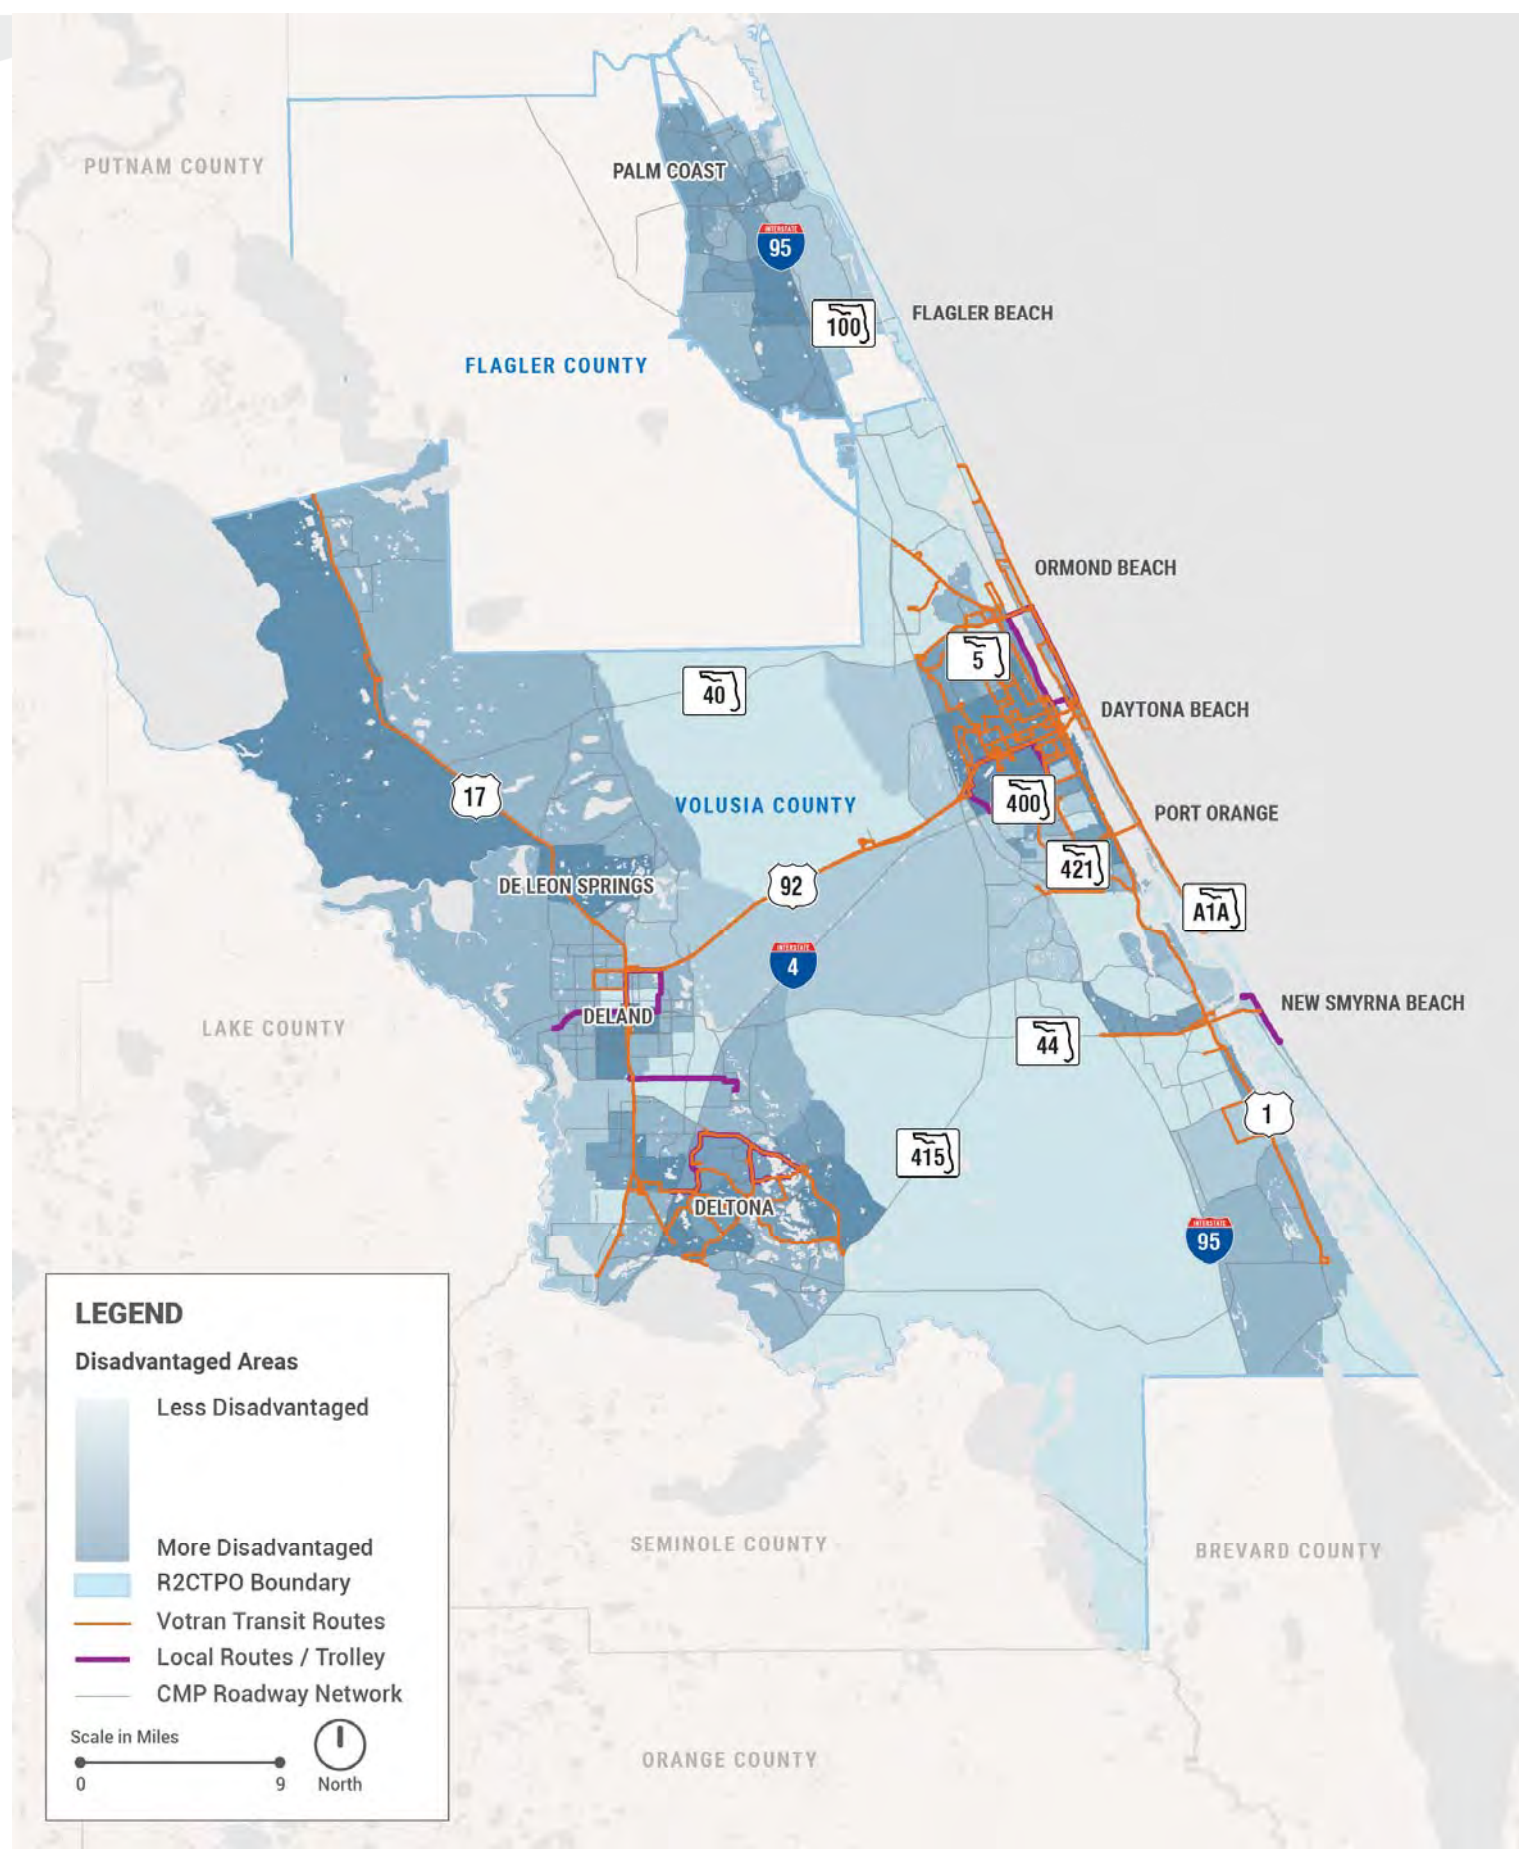 PUTNAM COUNTY
PALM COAST
INTERSTATE
95
100
FLAGLER BEACH
FLAGLER COUNTY
ORMOND BEACH
5
40
DAYTONA BEACH
17
VOLUSIA COUNTY
400
PORT ORANGE
421
DE LEON SPRINGS
92
A1A
INTERSTATE
4
NEW SMYRNA BEACH
DELAND
LAKE COUNTY
44
1
415
DELTONA
INTERSTATE
95
LEGEND
Disadvantaged Areas
Less Disadvantaged
More Disadvantaged
R2CTPO Boundary
Votran Transit Routes
Local Routes / Trolley
CMP Roadway Network
Scale in Miles
0 9 North
SEMINOLE COUNTY
BREVARD COUNTY
ORANGE COUNTY